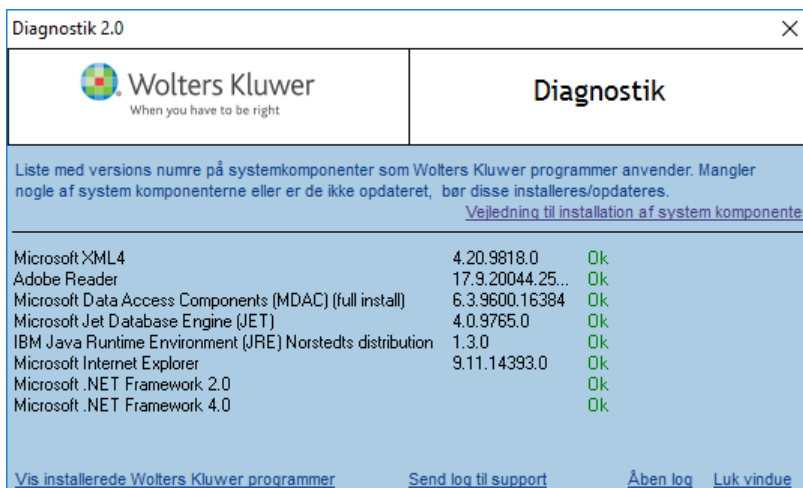 Diagnostik 2.0
Wolters Kluwer
When you have to be right
Diagnostik
Liste med versions numre på systemkomponenter som Wolters Kluwer programmer anvender. Mangler
nogle af system komponenterne eller er de ikke opdateret, bør disse installeres/opdateres.
Vejledning til installation af system komponente
Microsoft XML4 4.20.9818.0 Ok
Adobe Reader 17.9.20044.25... Ok
Microsoft Data Access Components (MDAC) (full install) 6.3.9600.16384 Ok
Microsoft Jet Database Engine (JET) 4.0.9765.0 Ok
IBM Java Runtime Environment (JRE) Norstedts distribution 1.3.0 Ok
Microsoft Internet Explorer 9.11.14393.0 Ok
Microsoft .NET Framework 2.0 Ok
Microsoft .NET Framework 4.0 Ok
Vis installerede Wolters Kluwer programmer Send log til support Åben log Luk vindue